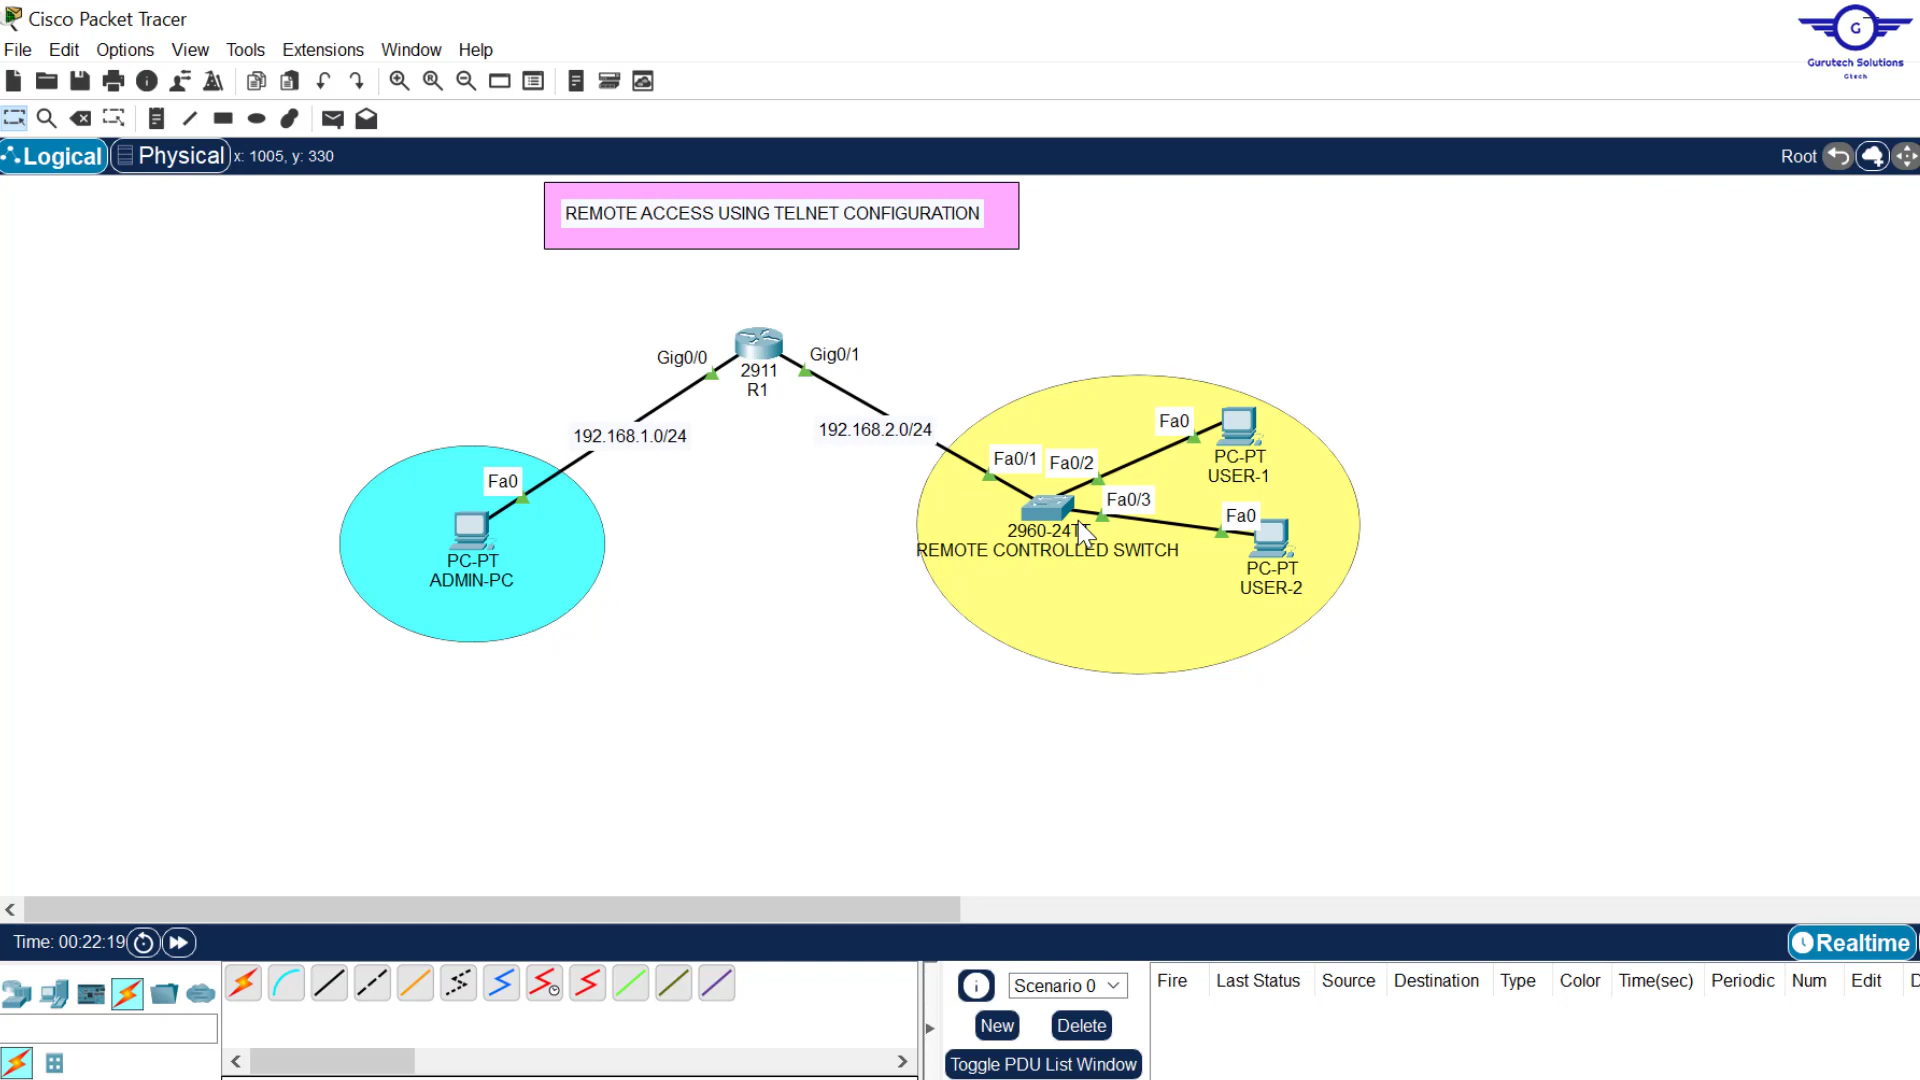 Cisco Packet Tracer
G
Gurutech Solutions
Gtech
File Edit Options View Tools Extensions Window Help
Logical Physical x: 1005, y: 330 Root
REMOTE ACCESS USING TELNET CONFIGURATION
Gig0/0 Gig0/1
2911
R1
192.168.1.0/24 192.168.2.0/24
Fa0
PC-PT
ADMIN-PC
Fa0/1 Fa0/2 Fa0
PC-PT
USER-1
Fa0/3
Fa0
2960-24TT
REMOTE CONTROLLED SWITCH
PC-PT
USER-2
Time: 00:22:19 Realtime
Scenario 0
New Delete
Toggle PDU List Window
Fire Last Status Source Destination Type Color Time(sec) Periodic Num Edit D